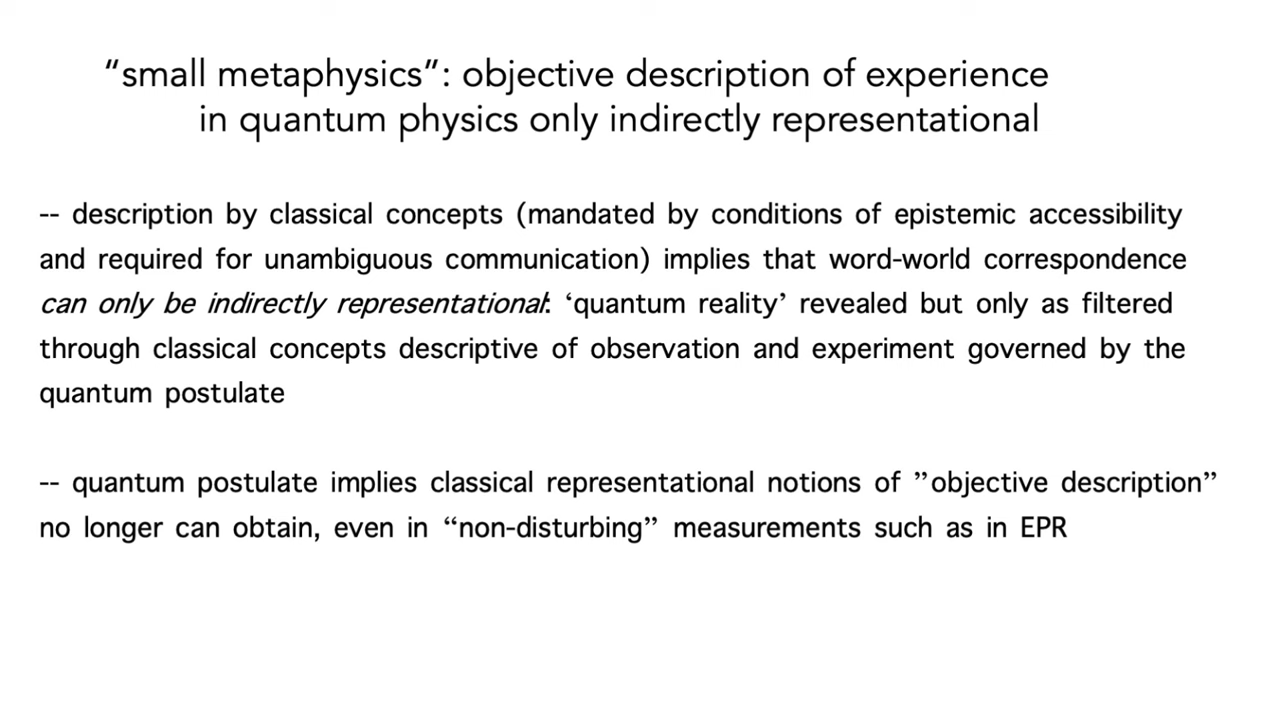 “small metaphysics”: objective description of experience
in quantum physics only indirectly representational
-- description by classical concepts (mandated by conditions of epistemic accessibility
and required for unambiguous communication) implies that word-world correspondence
can only be indirectly representational: ‘quantum reality’ revealed but only as filtered
through classical concepts descriptive of observation and experiment governed by the
quantum postulate
-- quantum postulate implies classical representational notions of ”objective description”
no longer can obtain, even in “non-disturbing” measurements such as in EPR